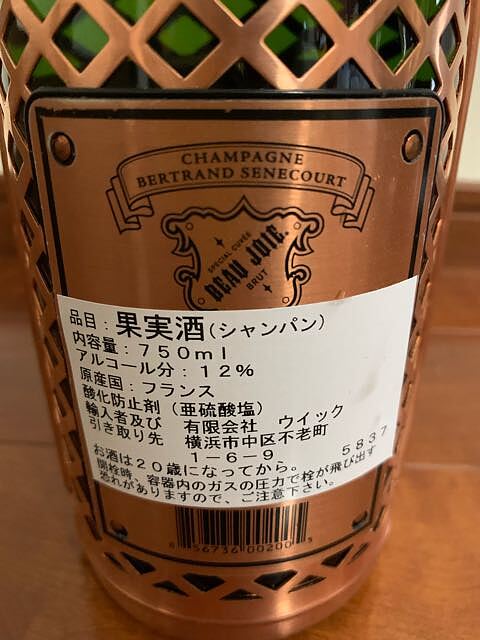 CHAMPAGNE
BERTRAND SENECOURT
SPECIAL CUVÉE
BEAU JOIE.
BRUT
品目：果実酒(シャンパン)
内容量：７５０ｍｌ
アルコール分：１２％
原産国：フランス
酸化防止剤（亜硫酸塩）
輸入者及び　有限会社　ウイック
引き取り先　横浜市中区不老町
１－６－９　５８３７
お酒は２０歳になってから。
開栓時、容器内のガスの圧力で栓が飛び出す
恐れがありますので、ご注意下さい。
8 56736 00200 5